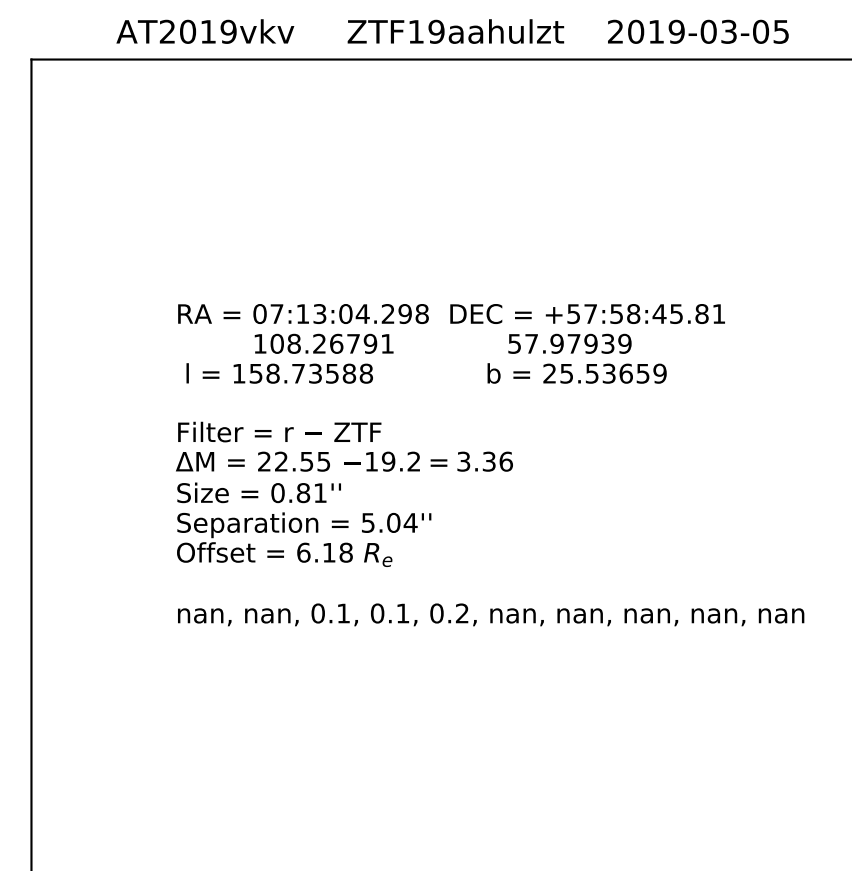 AT2019vkv ZTF19aahulzt 2019-03-05
RA = 07:13:04.298 DEC = +57:58:45.81
108.26791 57.97939
l = 158.73588 b = 25.53659
Filter = r − ZTF
ΔM = 22.55 −19.2 = 3.36
Size = 0.81''
Separation = 5.04''
Offset = 6.18 Rₑ
nan, nan, 0.1, 0.1, 0.2, nan, nan, nan, nan, nan